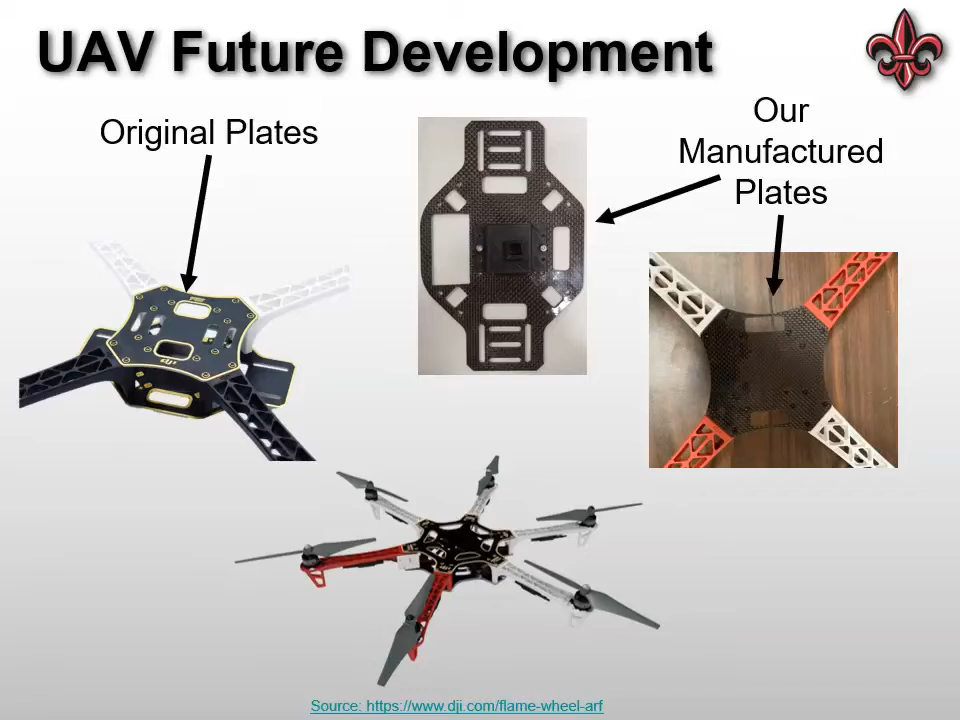 UAV Future Development
Original Plates
Our
Manufactured
Plates
Source: https://www.dji.com/flame-wheel-arf